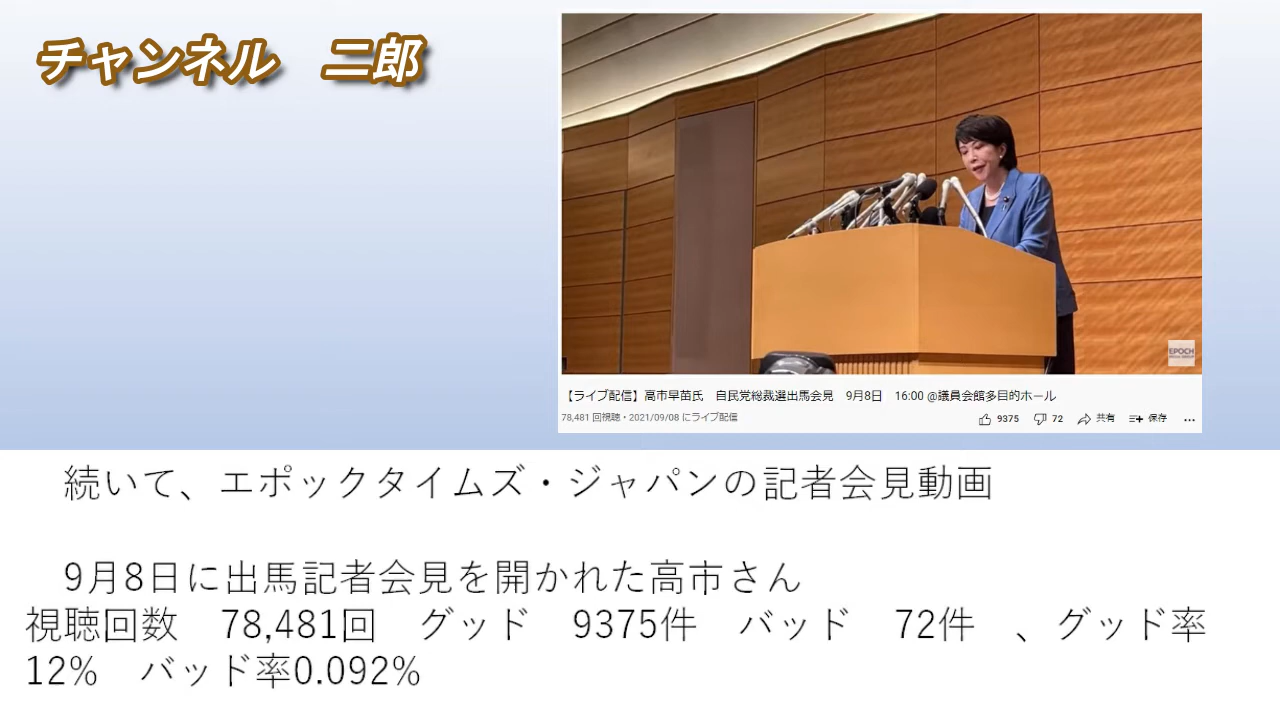 チャンネル　二郎
EPOCH
【ライブ配信】高市早苗氏　自民党総裁選出馬会見　9月8日　16:00 @議員会館多目的ホール
78,481 回視聴・2021/09/08 にライブ配信
9375 72 共有 保存 …
続いて、エポックタイムズ・ジャパンの記者会見動画
9月8日に出馬記者会見を開かれた高市さん
視聴回数　78,481回　グッド　9375件　バッド　72件　、グッド率
12%　バッド率0.092%